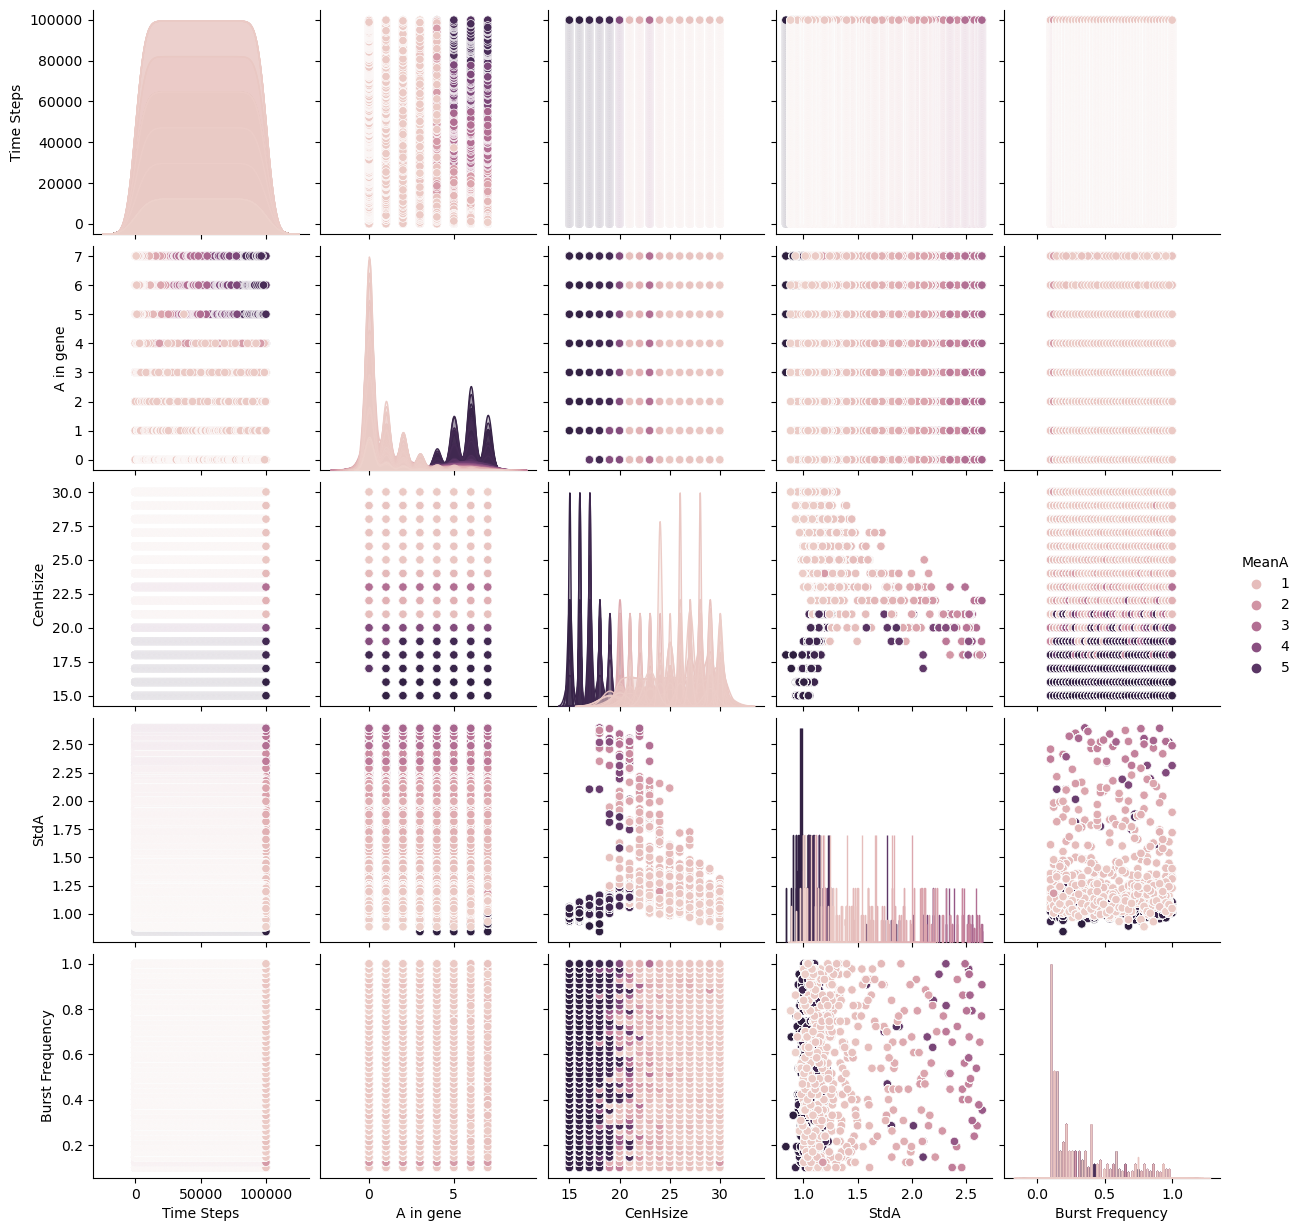 100000
80000
60000
40000
20000
0
Time Steps
7
6
5
4
3
2
1
0
A in gene
30.0
27.5
25.0
22.5
20.0
17.5
15.0
CenHsize
MeanA
1
2
3
4
5
2.50
2.25
2.00
1.75
1.50
1.25
1.00
StdA
1.0
0.8
0.6
0.4
0.2
Burst Frequency
0 50000 100000
0 5
15 20 30
1.0 1.5 2.0 2.5
0.0 0.5 1.0
Time Steps
A in gene
CenHsize
StdA
Burst Frequency